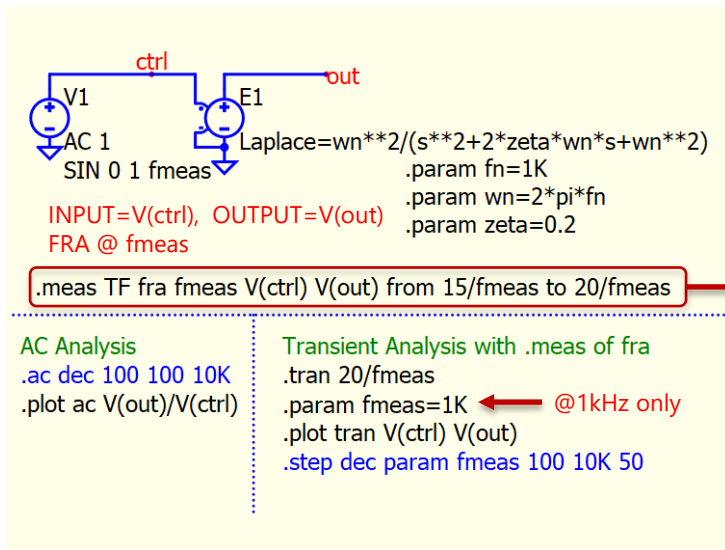 ctrl
out
V1
E1
AC 1
Laplace=wn**2/(s**2+2*zeta*wn*s+wn**2)
SIN 0 1 fmeas
.param fn=1K
.param wn=2*pi*fn
.param zeta=0.2
INPUT=V(ctrl), OUTPUT=V(out)
FRA @ fmeas
.meas TF fra fmeas V(ctrl) V(out) from 15/fmeas to 20/fmeas
AC Analysis
.ac dec 100 100 10K
.plot ac V(out)/V(ctrl)
Transient Analysis with .meas of fra
.tran 20/fmeas
.param fmeas=1K
@1kHz only
.plot tran V(ctrl) V(out)
.step dec param fmeas 100 10K 50